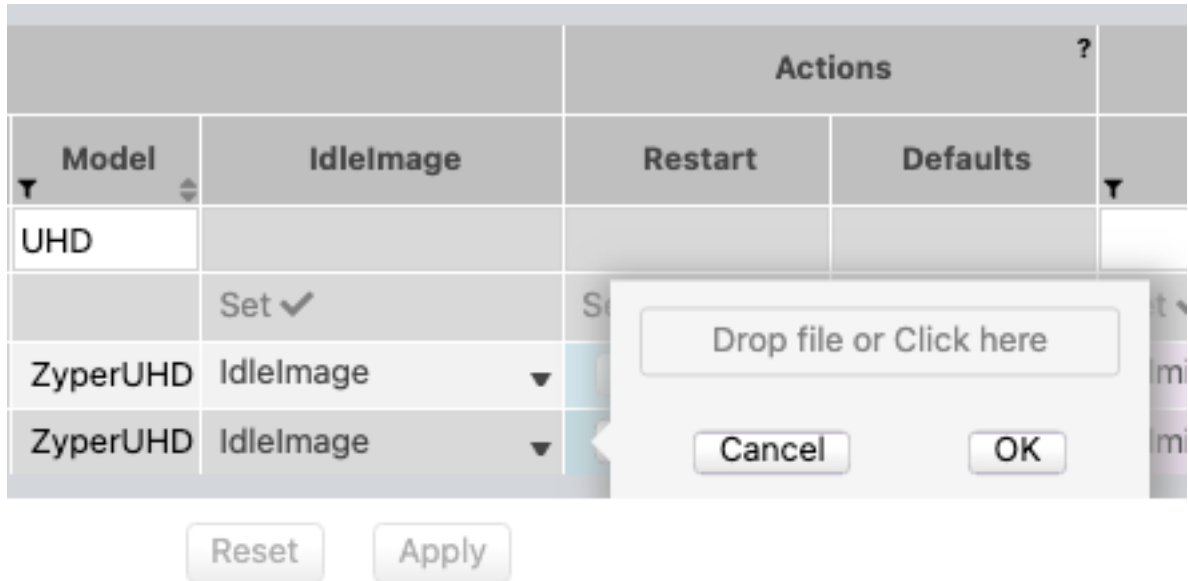 Actions ?
Model IdleImage Restart Defaults
UHD
Set
Drop file or Click here
ZyperUHD IdleImage
ZyperUHD IdleImage
Cancel OK
Reset Apply